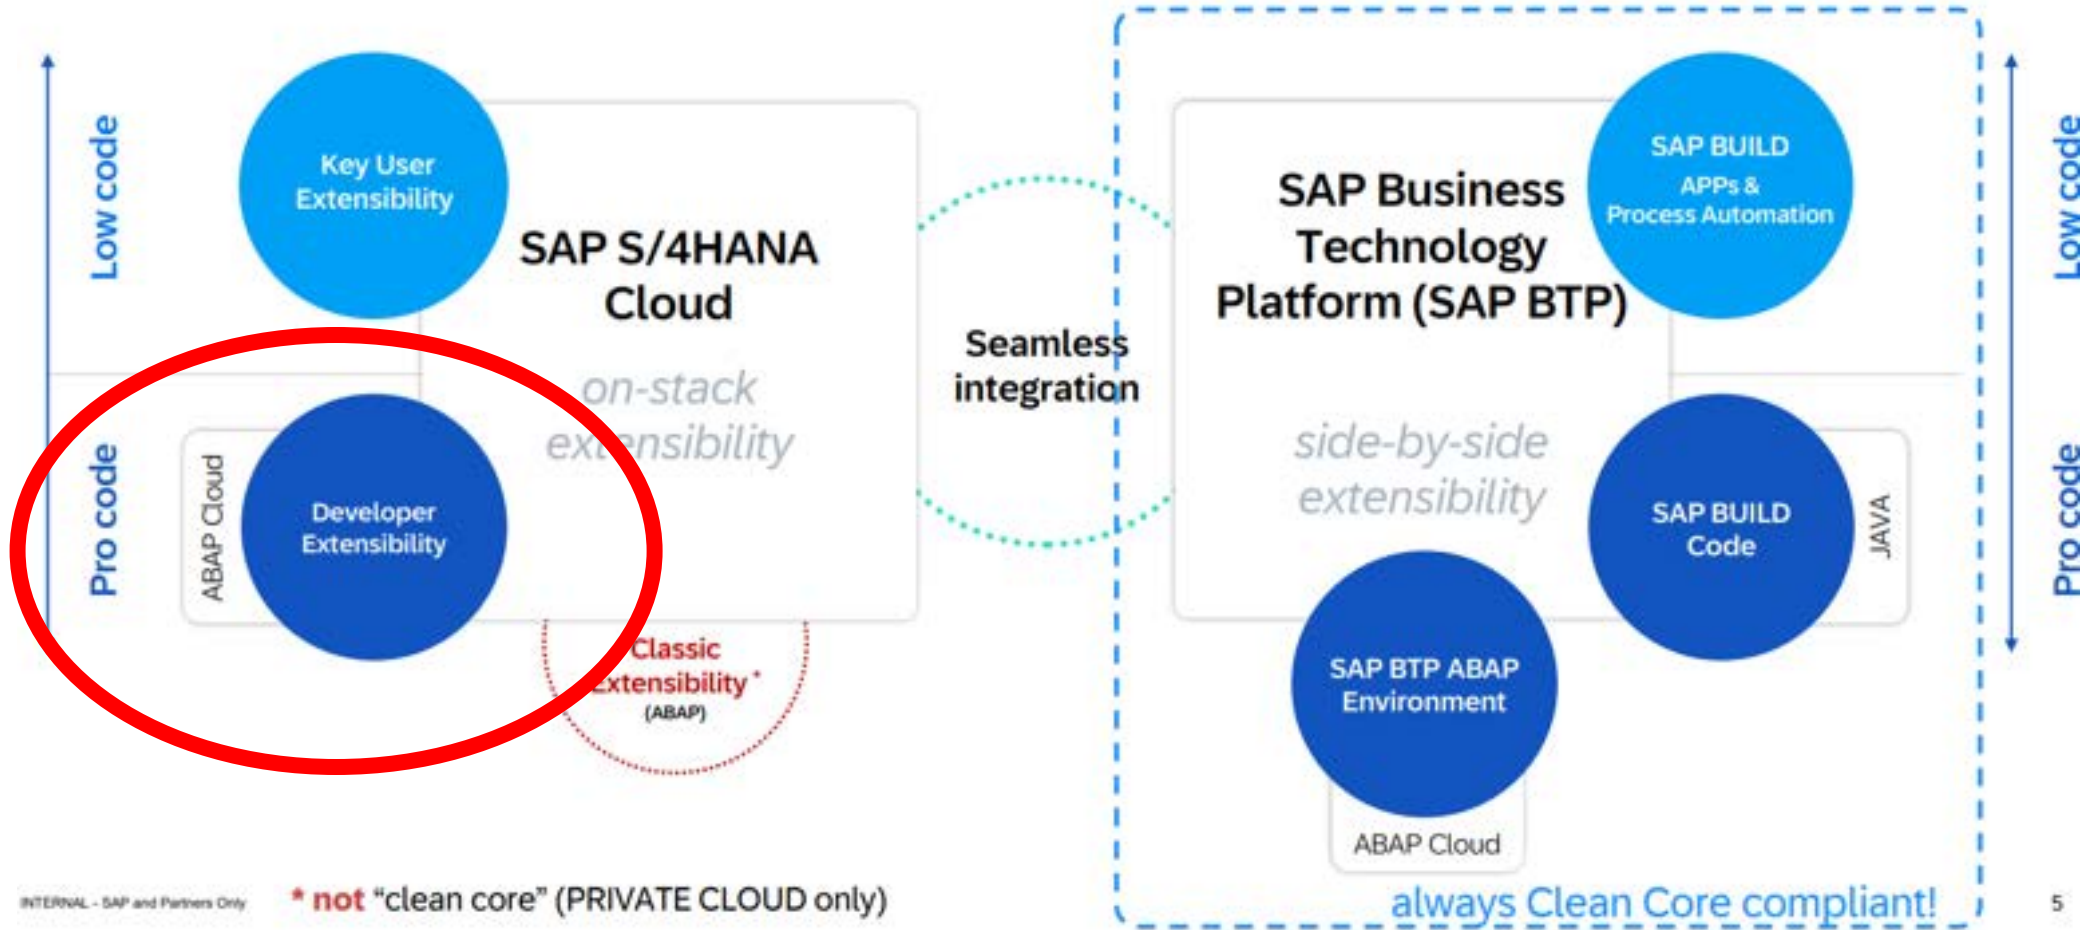 Low code
Key User
Extensibility
SAP S/4HANA
Cloud
on-stack
extensibility
Pro code
ABAP Cloud
Developer
Extensibility
Classic
Extensibility *
(ABAP)
Seamless
integration
SAP Business
Technology
Platform (SAP BTP)
side-by-side
extensibility
SAP BUILD
APPs &
Process Automation
Low code
SAP BUILD
Code
JAVA
Pro code
SAP BTP ABAP
Environment
ABAP Cloud
always Clean Core compliant!
INTERNAL - SAP and Partners Only
* not "clean core" (PRIVATE CLOUD only)
5